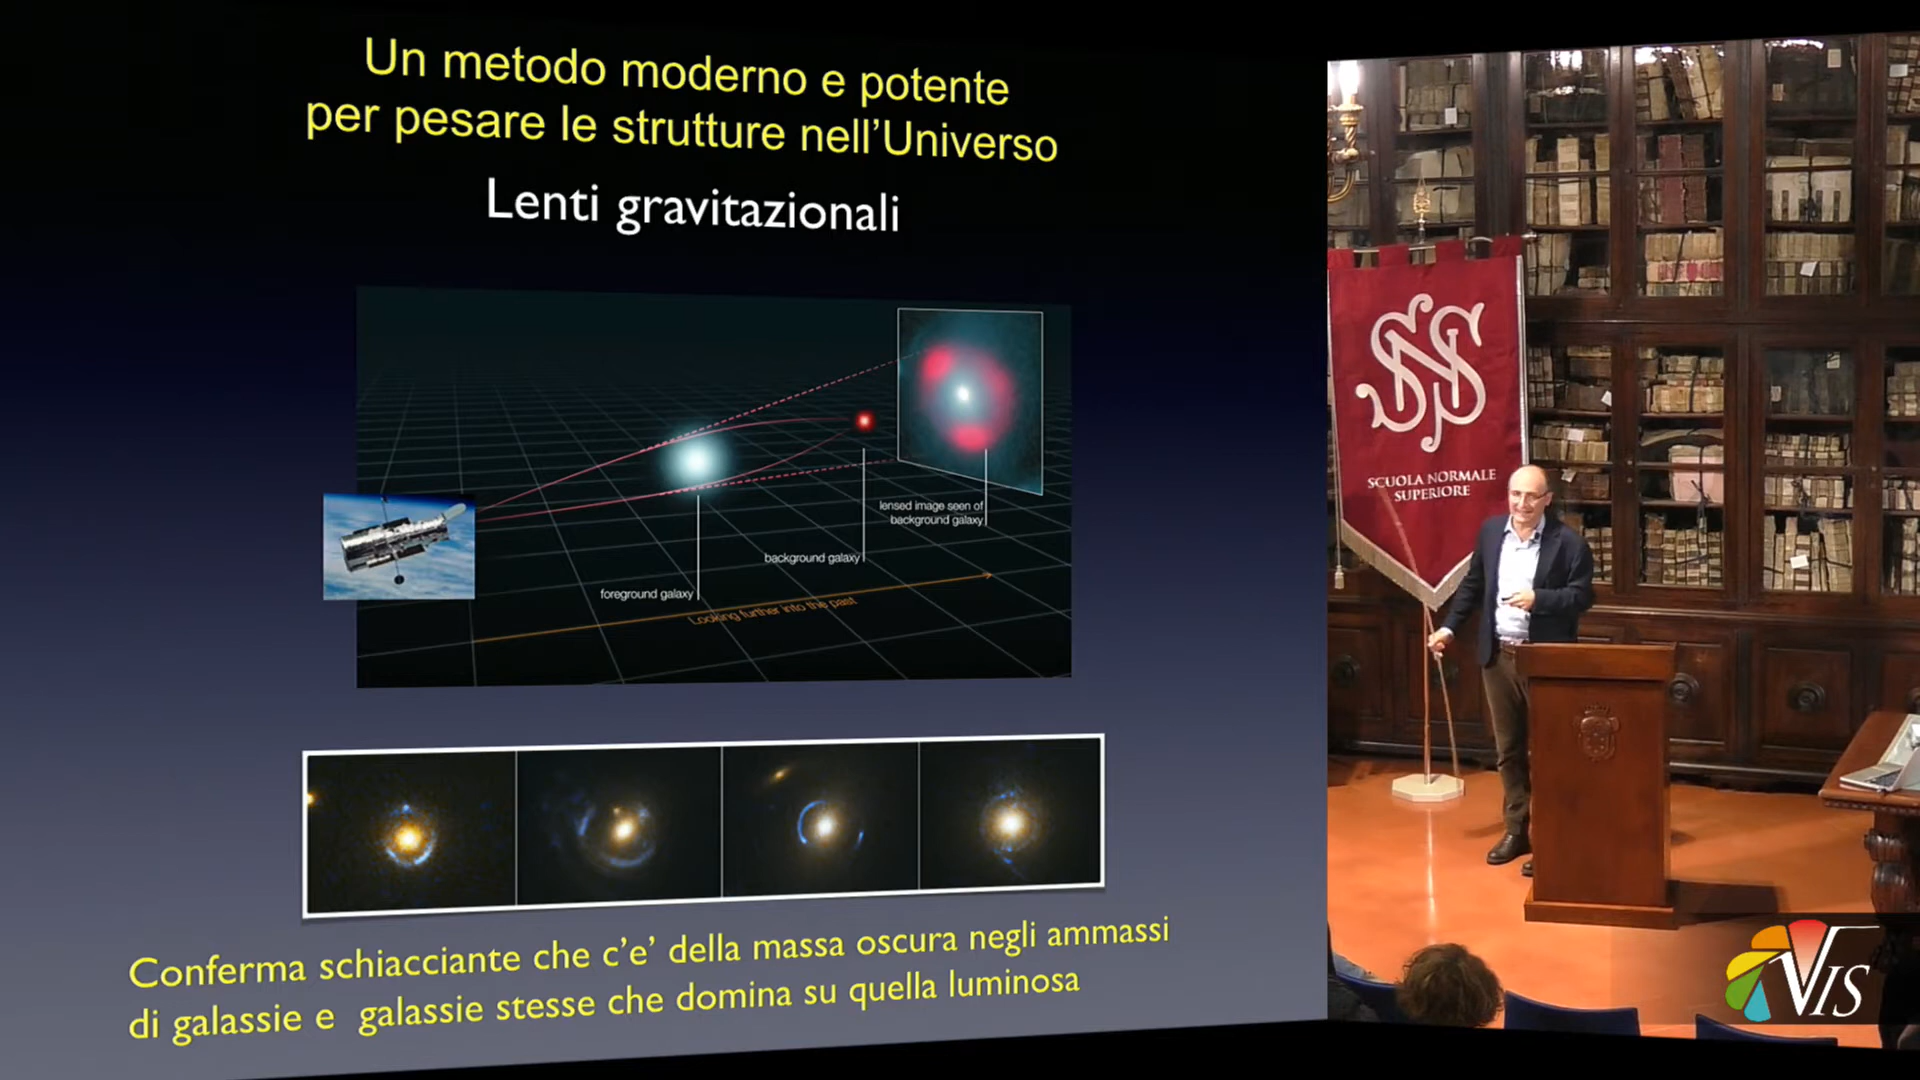 Un metodo moderno e potente
per pesare le strutture nell'Universo
Lenti gravitazionali
lensed image seen of
background galaxy
background galaxy
foreground galaxy
Looking further into the past
Conferma schiacciante che c'e' della massa oscura negli ammassi
di galassie e galassie stesse che domina su quella luminosa
SNS
SCUOLA NORMALE
SUPERIORE
VIS